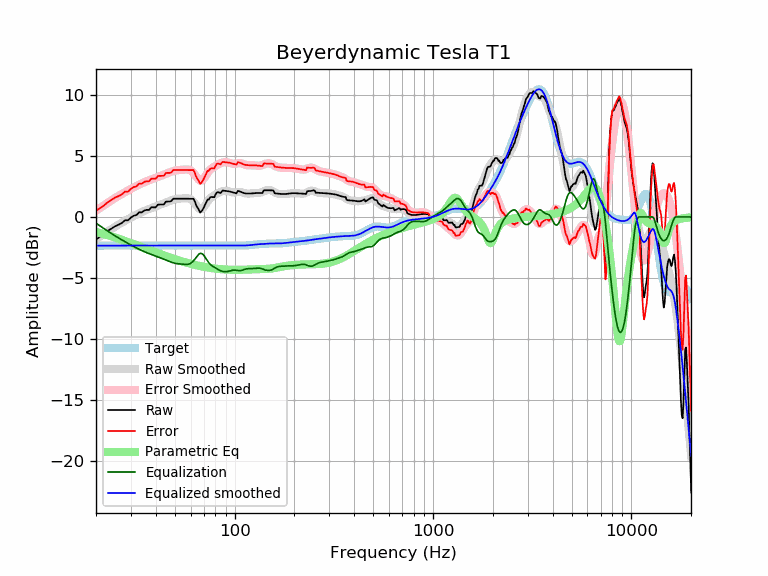 Beyerdynamic Tesla T1
10
5
0
−5
−10
−15
−20
Amplitude (dBr)
Target
Raw Smoothed
Error Smoothed
Raw
Error
Parametric Eq
Equalization
Equalized smoothed
100
1000
10000
Frequency (Hz)